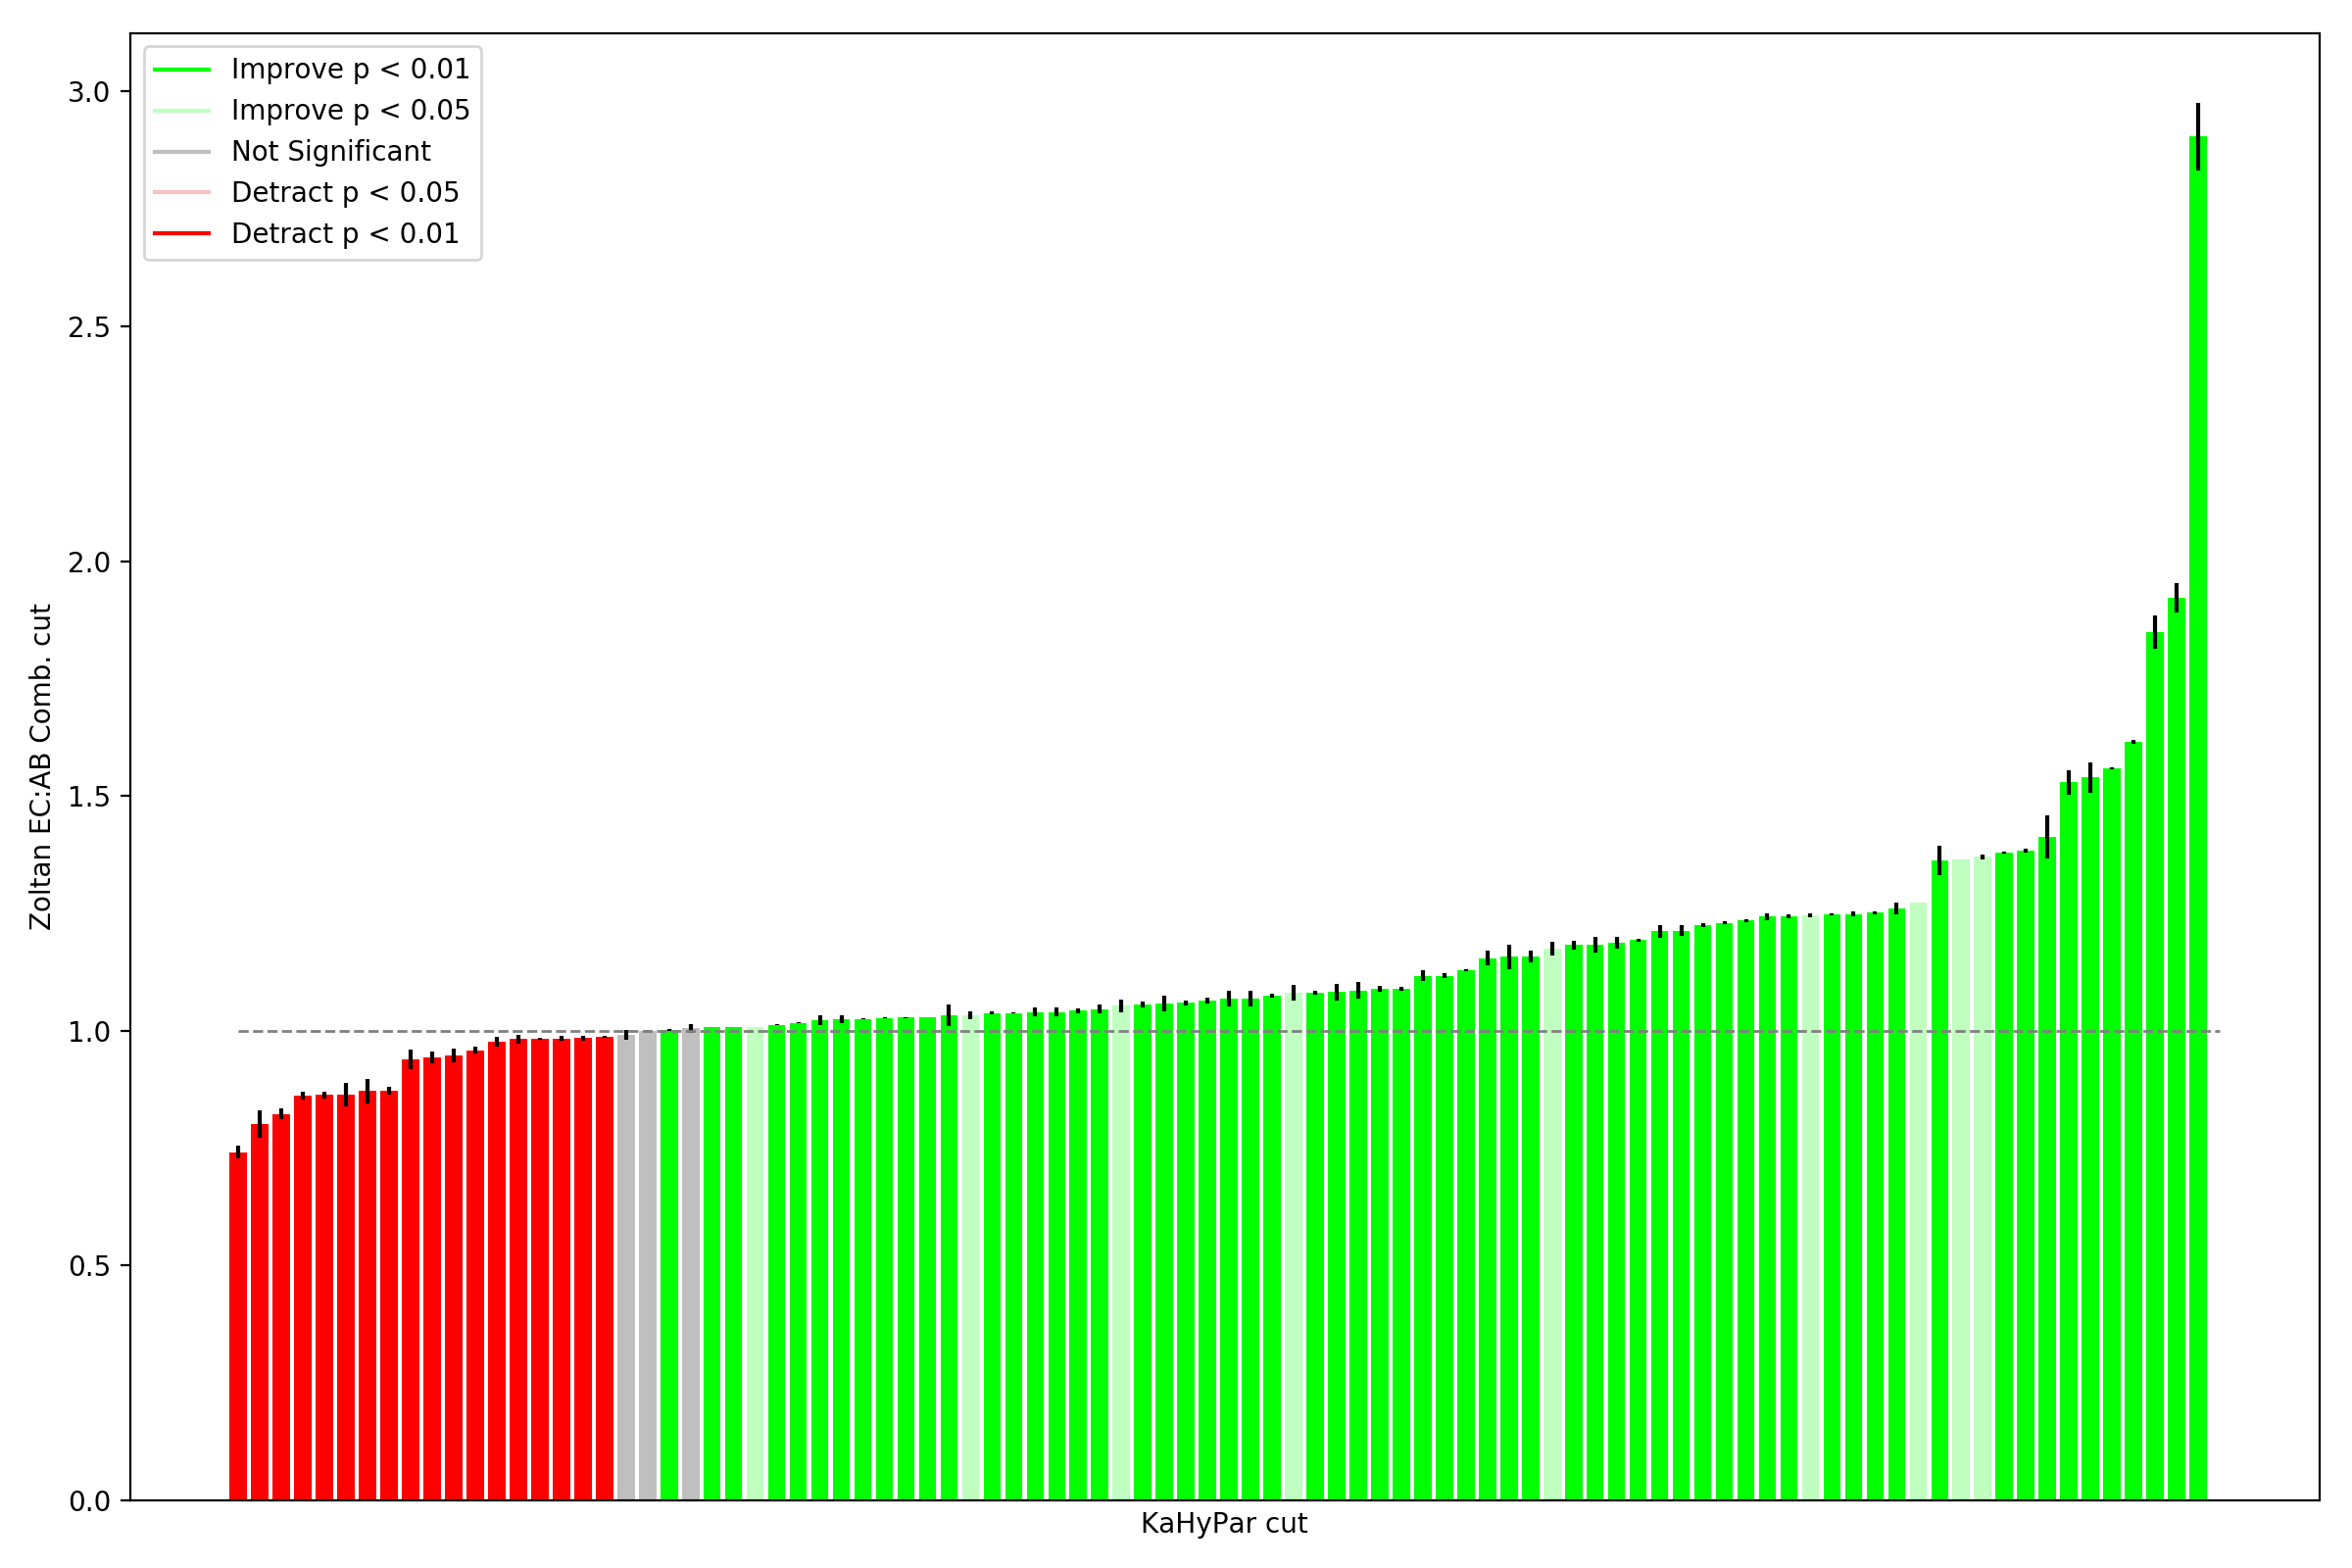 Improve p < 0.01
Improve p < 0.05
Not Significant
Detract p < 0.05
Detract p < 0.01
3.0
2.5
2.0
1.5
1.0
0.5
0.0
Zoltan EC:AB Comb. cut
KaHyPar cut